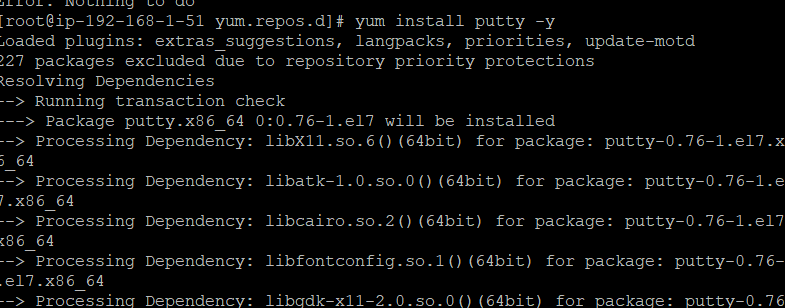 Error: Nothing to do
[root@ip-192-168-1-51 yum.repos.d]# yum install putty -y
Loaded plugins: extras_suggestions, langpacks, priorities, update-motd
227 packages excluded due to repository priority protections
Resolving Dependencies
--> Running transaction check
---> Package putty.x86_64 0:0.76-1.el7 will be installed
--> Processing Dependency: libX11.so.6()(64bit) for package: putty-0.76-1.el7.x
6_64
--> Processing Dependency: libatk-1.0.so.0()(64bit) for package: putty-0.76-1.e
7.x86_64
--> Processing Dependency: libcairo.so.2()(64bit) for package: putty-0.76-1.el7
x86_64
--> Processing Dependency: libfontconfig.so.1()(64bit) for package: putty-0.76-
.el7.x86_64
--> Processing Dependency: libgdk-x11-2.0.so.0()(64bit) for package: putty-0.76